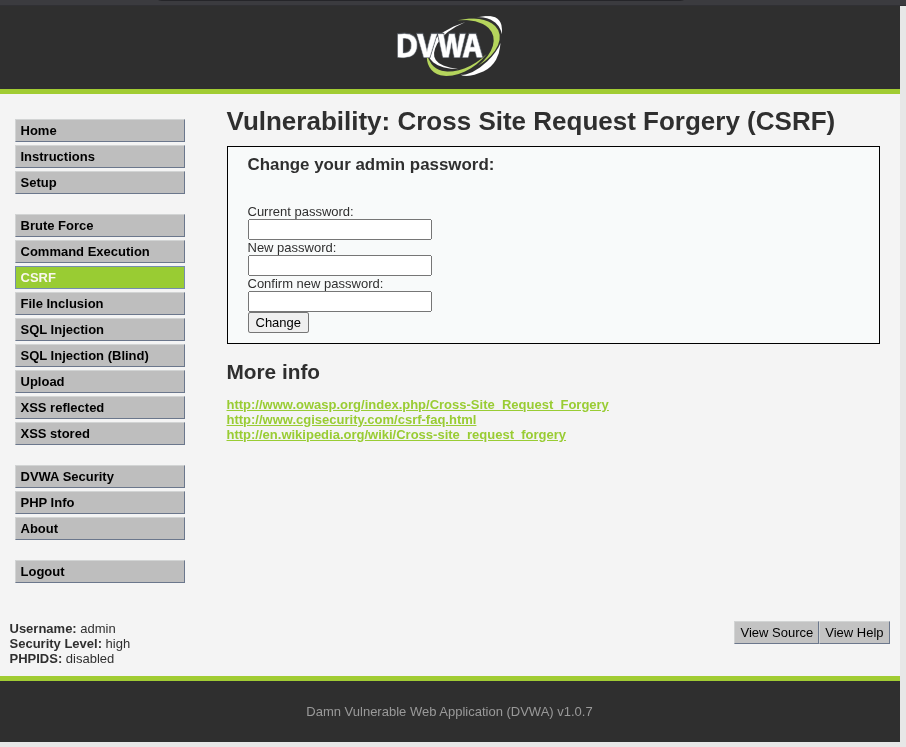 DVWA
Home
Instructions
Setup
Brute Force
Command Execution
CSRF
File Inclusion
SQL Injection
SQL Injection (Blind)
Upload
XSS reflected
XSS stored
DVWA Security
PHP Info
About
Logout
Vulnerability: Cross Site Request Forgery (CSRF)
Change your admin password:
Current password:
New password:
Confirm new password:
Change
More info
http://www.owasp.org/index.php/Cross-Site_Request_Forgery
http://www.cgisecurity.com/csrf-faq.html
http://en.wikipedia.org/wiki/Cross-site_request_forgery
Username: admin
Security Level: high
PHPIDS: disabled
View Source View Help
Damn Vulnerable Web Application (DVWA) v1.0.7